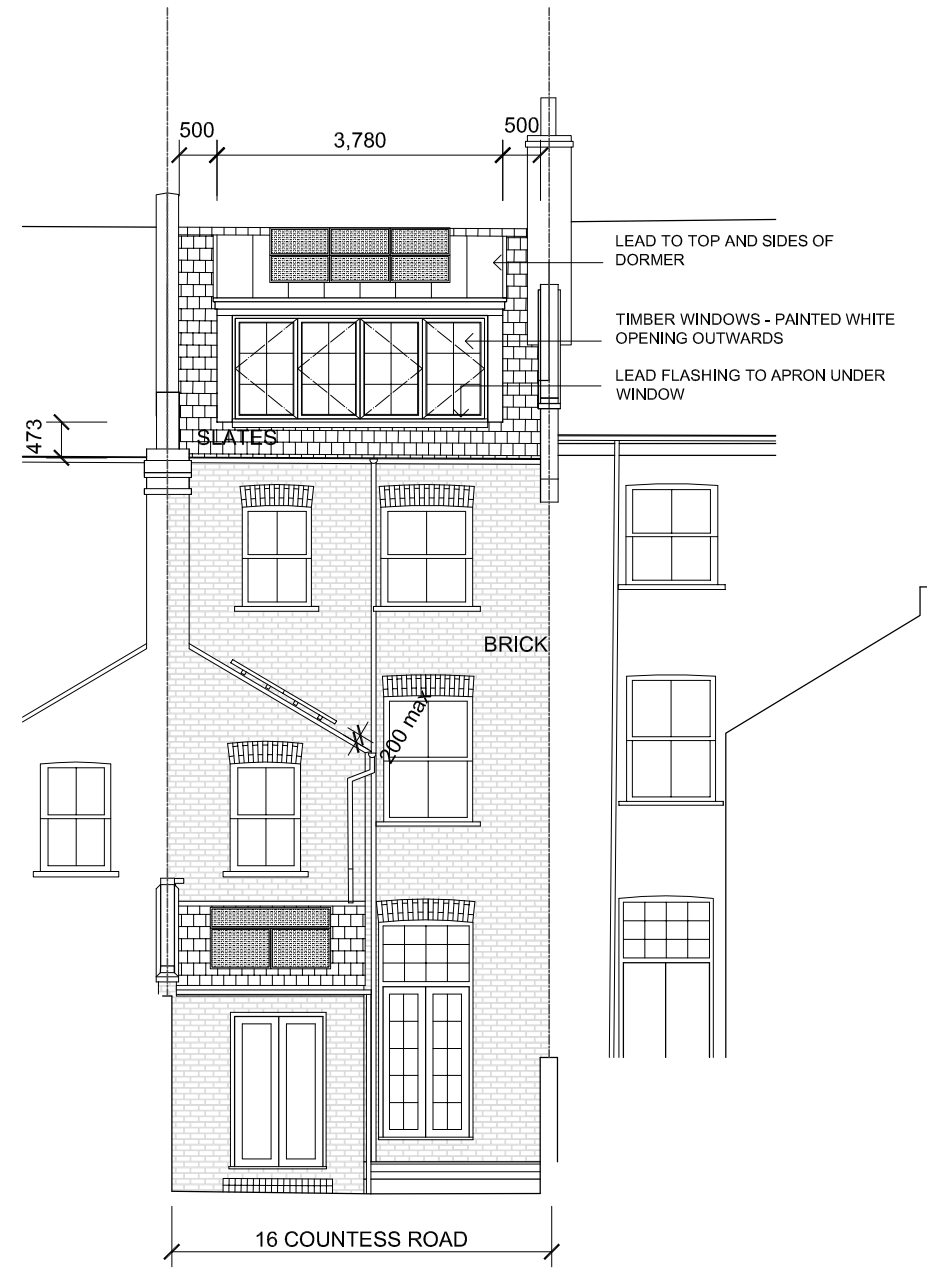 500
3,780
500
LEAD TO TOP AND SIDES OF
DORMER
TIMBER WINDOWS - PAINTED WHITE
OPENING OUTWARDS
LEAD FLASHING TO APRON UNDER
WINDOW
473
SLATES
BRICK
200 max
16 COUNTESS ROAD